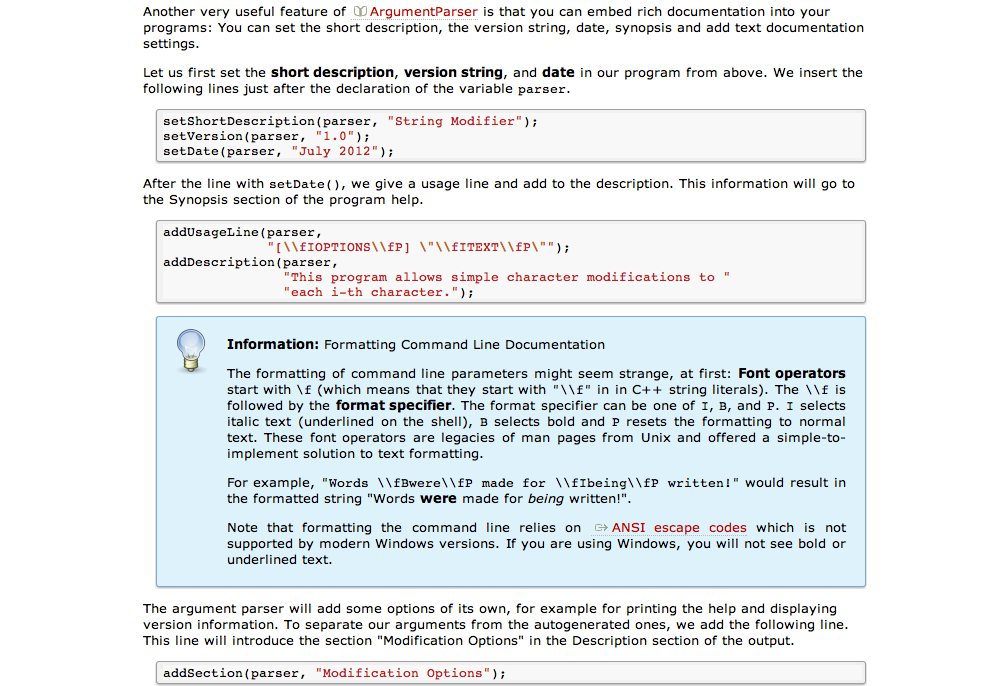 Another very useful feature of ArgumentParser is that you can embed rich documentation into your
programs: You can set the short description, the version string, date, synopsis and add text documentation
settings.
Let us first set the short description, version string, and date in our program from above. We insert the
following lines just after the declaration of the variable parser.
setShortDescription(parser, "String Modifier");
setVersion(parser, "1.0");
setDate(parser, "July 2012");
After the line with setDate(), we give a usage line and add to the description. This information will go to
the Synopsis section of the program help.
addUsageLine(parser,
"[\\fIOPTIONS\\fP] \"\\fITEXT\\fP\"");
addDescription(parser,
"This program allows simple character modifications to "
"each i-th character.");
Information: Formatting Command Line Documentation
The formatting of command line parameters might seem strange, at first: Font operators
start with \f (which means that they start with "\\f" in in C++ string literals). The \\f is
followed by the format specifier. The format specifier can be one of I, B, and P. I selects
italic text (underlined on the shell), B selects bold and P resets the formatting to normal
text. These font operators are legacies of man pages from Unix and offered a simple-to-
implement solution to text formatting.
For example, "Words \\fBwere\\fP made for \\fIbeing\\fP written!" would result in
the formatted string "Words were made for being written!".
Note that formatting the command line relies on ANSI escape codes which is not
supported by modern Windows versions. If you are using Windows, you will not see bold or
underlined text.
The argument parser will add some options of its own, for example for printing the help and displaying
version information. To separate our arguments from the autogenerated ones, we add the following line.
This line will introduce the section "Modification Options" in the Description section of the output.
addSection(parser, "Modification Options");